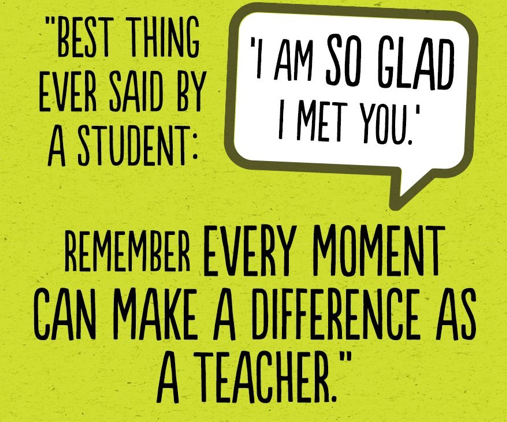 "BEST THING
EVER SAID BY
A STUDENT:
'I AM SO GLAD
I MET YOU.'
REMEMBER EVERY MOMENT
CAN MAKE A DIFFERENCE AS
A TEACHER."